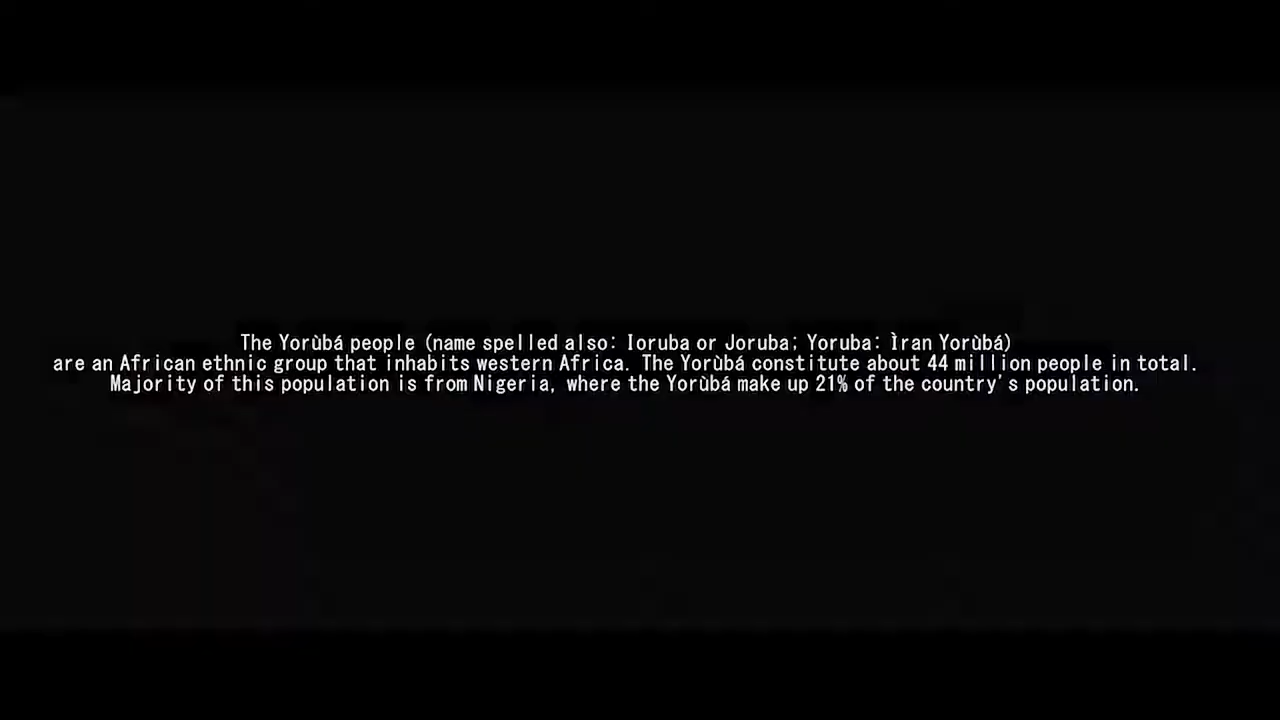 The Yorùbá people (name spelled also: Ioruba or Joruba; Yoruba: Ìran Yorùbá)
are an African ethnic group that inhabits western Africa. The Yorùbá constitute about 44 million people in total.
Majority of this population is from Nigeria, where the Yorùbá make up 21% of the country's population.